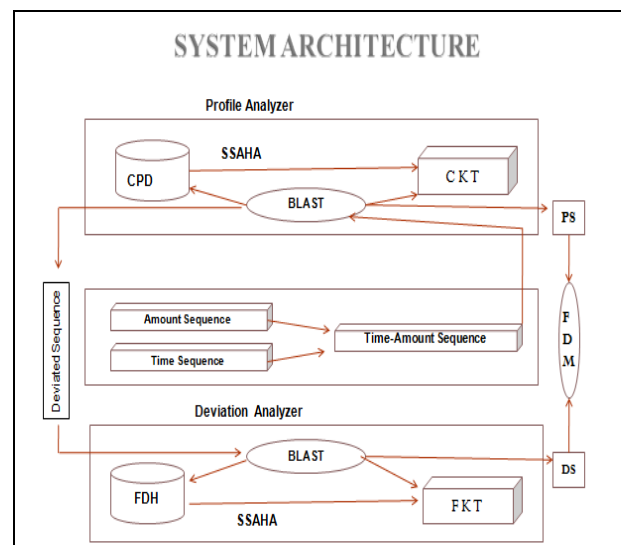 SYSTEM ARCHITECTURE
Profile Analyzer
SSAHA
CPD
CKT
BLAST
PS
Deviated Sequence
Amount Sequence
Time-Amount Sequence
Time Sequence
FDM
Deviation Analyzer
BLAST
DS
FDH
FKT
SSAHA